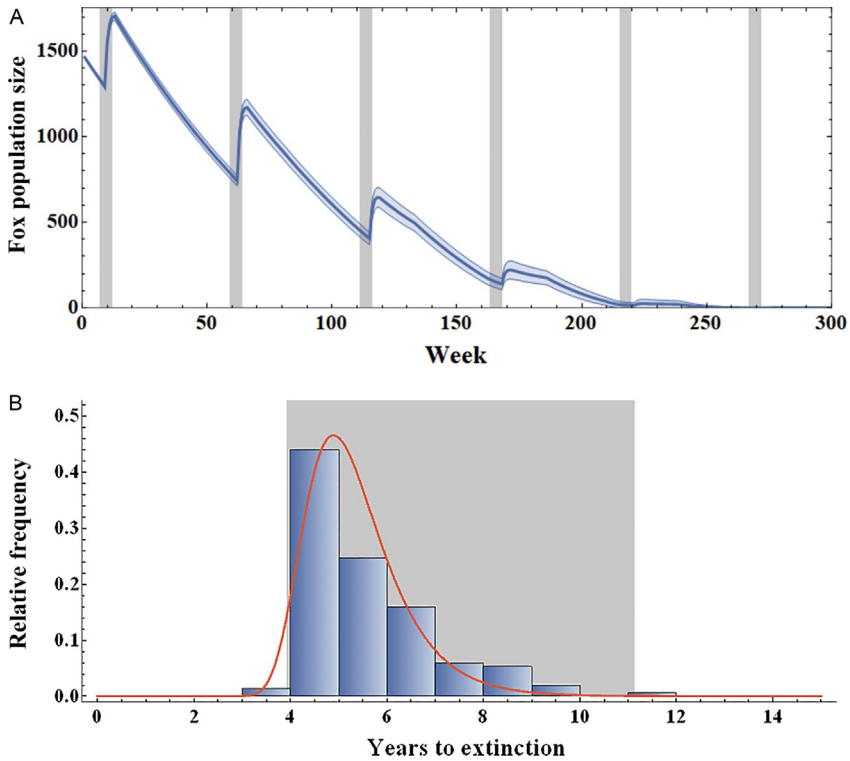 A
Fox population size
1500
1000
500
0
0 50 100 150 200 250 300
Week
B
Relative frequency
0.5
0.4
0.3
0.2
0.1
0.0
0 2 4 6 8 10 12 14
Years to extinction